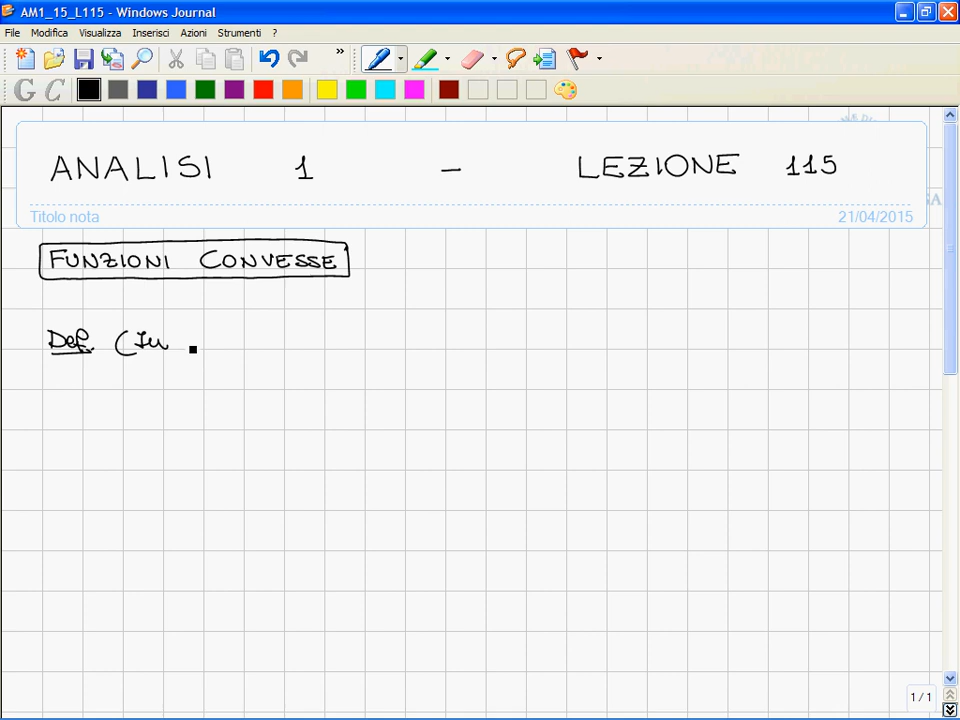 AM1_15_L115 - Windows Journal
File Modifica Visualizza Inserisci Azioni Strumenti ?
G C
ANALISI 1 - LEZIONE 115
Titolo nota 21/04/2015
FUNZIONI CONVESSE
Def. (In
1 / 1